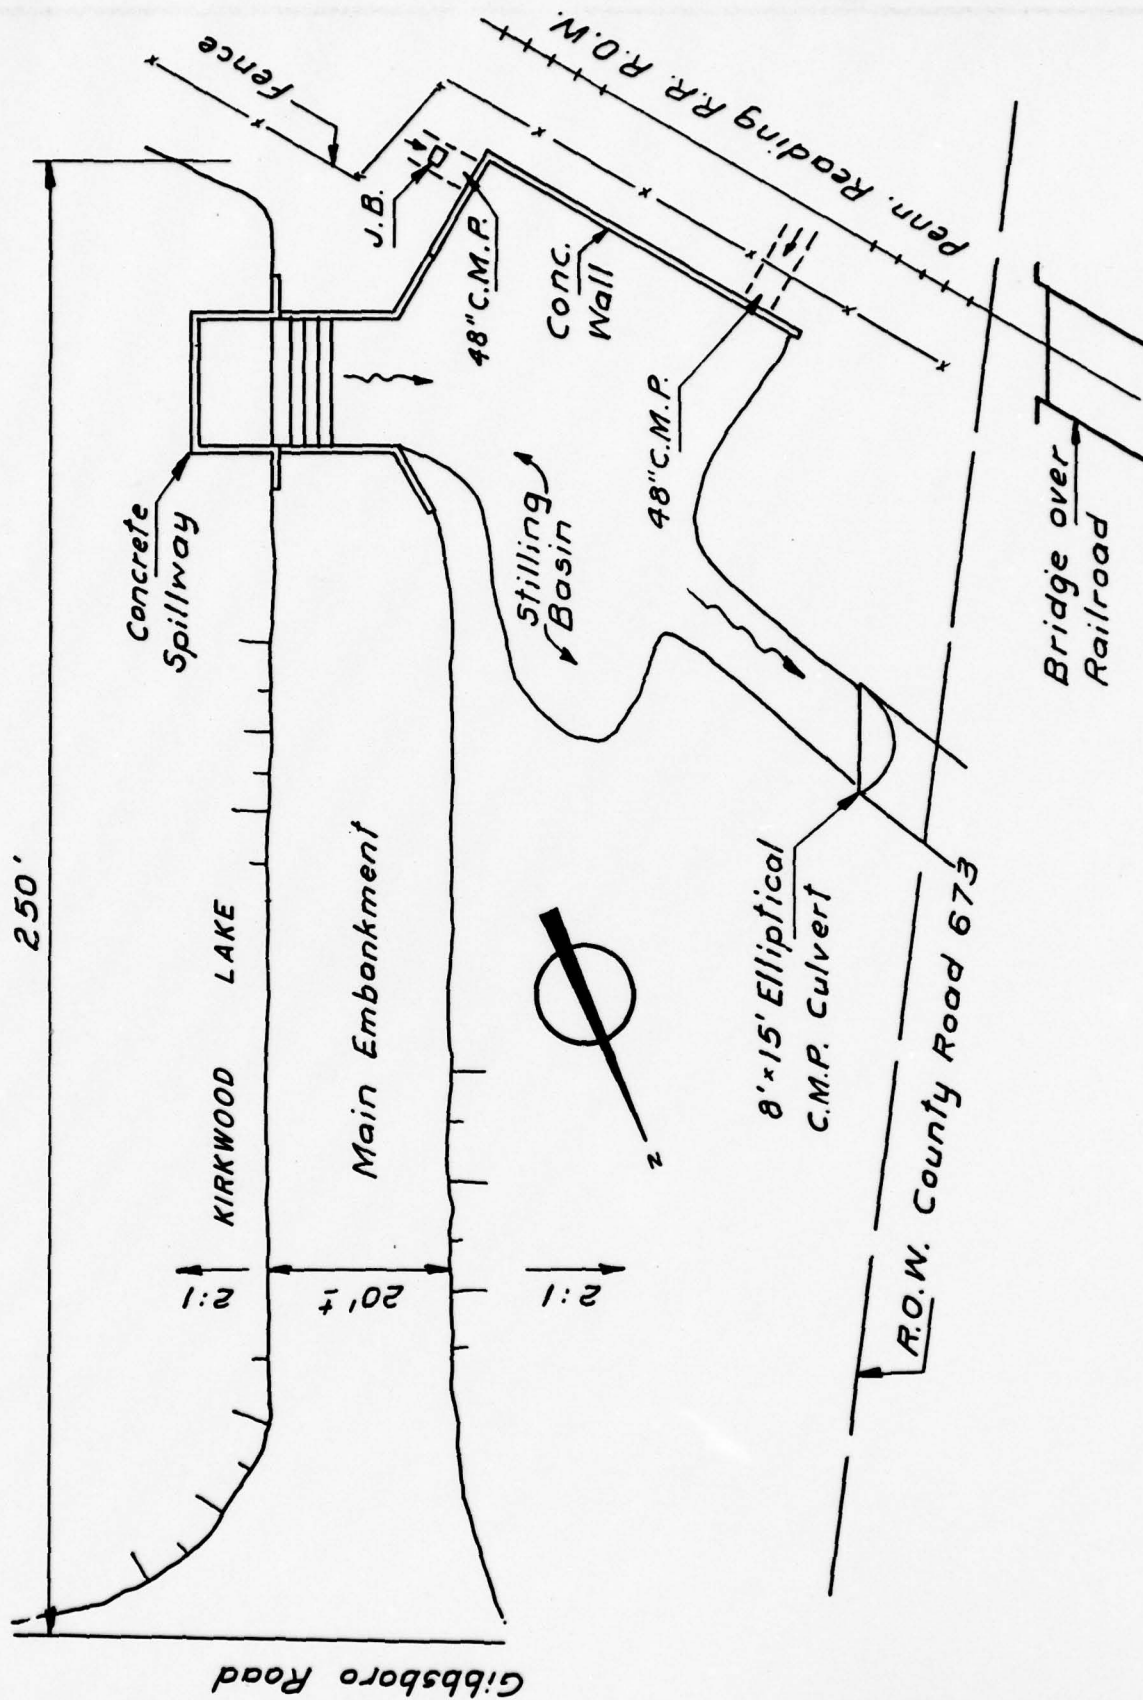 250'
KIRKWOOD LAKE
Concrete
Spillway
Fence
J.B.
48"C.M.P.
Conc.
Wall
Penn. Reading R.R. R.O.W.
Main Embankment
2:1
20'±
2:1
Stilling
Basin
48"C.M.P.
N
8'×15' Elliptical
C.M.P. Culvert
Bridge over
Railroad
R.O.W. County Road 673
Gibbsboro Road